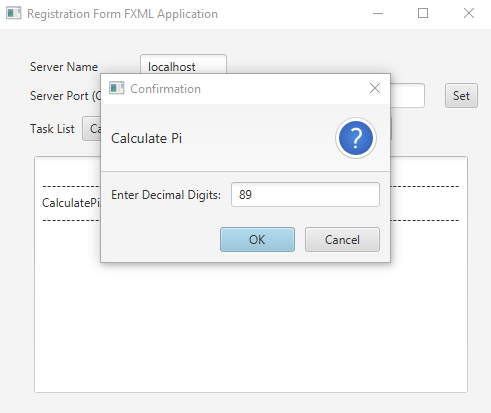 Registration Form FXML Application
Server Name localhost
Server Port (
Set
Task List
Confirmation
Calculate Pi
Enter Decimal Digits: 89
OK Cancel
--------------------------------------------------------------------------------
CalculatePi
--------------------------------------------------------------------------------